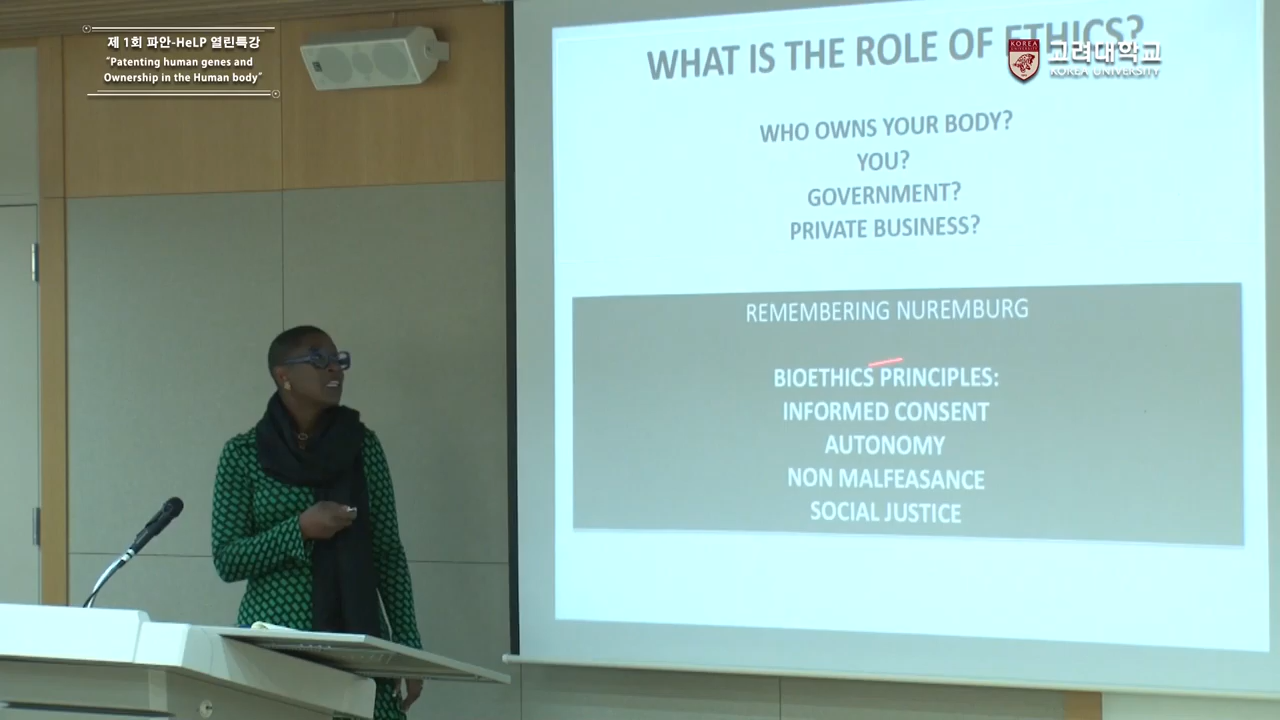 제 1회 파안-HeLP 열린특강
"Patenting human genes and
Ownership in the Human body"
WHAT IS THE ROLE OF ETHICS?
KOREA
고려대학교
KOREA UNIVERSITY
WHO OWNS YOUR BODY?
YOU?
GOVERNMENT?
PRIVATE BUSINESS?
REMEMBERING NUREMBURG
BIOETHICS PRINCIPLES:
INFORMED CONSENT
AUTONOMY
NON MALFEASANCE
SOCIAL JUSTICE